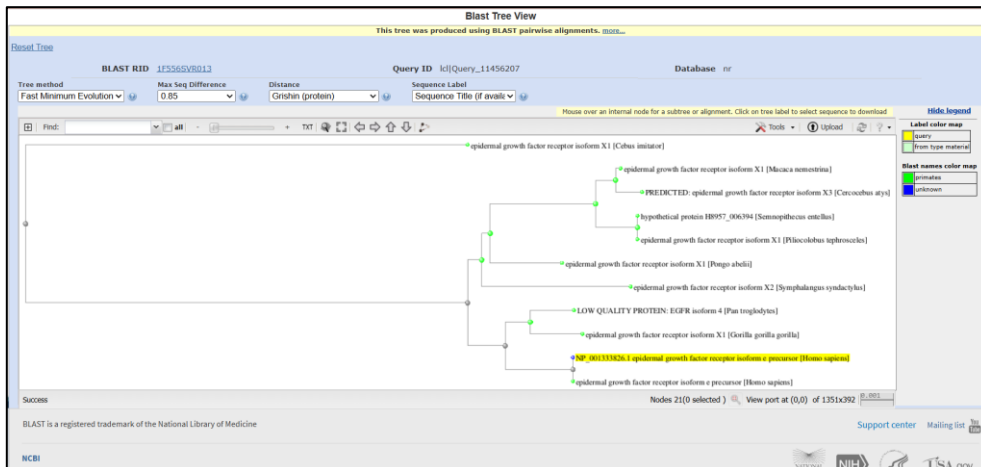 Blast Tree View
This tree was produced using BLAST pairwise alignments. more...
Reset Tree
BLAST RID 1F556SVR013 Query ID lcl|Query_11456207 Database nr
Tree method Max Seq Difference Distance Sequence Label
Fast Minimum Evolution 0.85 Grishin (protein) Sequence Title (if availa
Mouse over an internal node for a subtree or alignment. Click on tree label to select sequence to download Hide legend
Find: all - + TXT Tools Upload ?
Label color map
query
from type material
Blast names color map
primates
unknown
epidermal growth factor receptor isoform X1 [Cebus imitator]
epidermal growth factor receptor isoform X1 [Macaca nemestrina]
PREDICTED: epidermal growth factor receptor isoform X3 [Cercocebus atys]
hypothetical protein H8957_006394 [Semnopithecus entellus]
epidermal growth factor receptor isoform X1 [Piliocolobus tephrosceles]
epidermal growth factor receptor isoform X1 [Pongo abelii]
epidermal growth factor receptor isoform X2 [Symphalangus syndactylus]
LOW QUALITY PROTEIN: EGFR isoform 4 [Pan troglodytes]
epidermal growth factor receptor isoform X1 [Gorilla gorilla gorilla]
NP_001333826.1 epidermal growth factor receptor isoform e precursor [Homo sapiens]
epidermal growth factor receptor isoform e precursor [Homo sapiens]
Success Nodes 21(0 selected ) View port at (0,0) of 1351x392 0.001
BLAST is a registered trademark of the National Library of Medicine Support center Mailing list You Tube
NCBI
NATIONAL NIH USA.gov